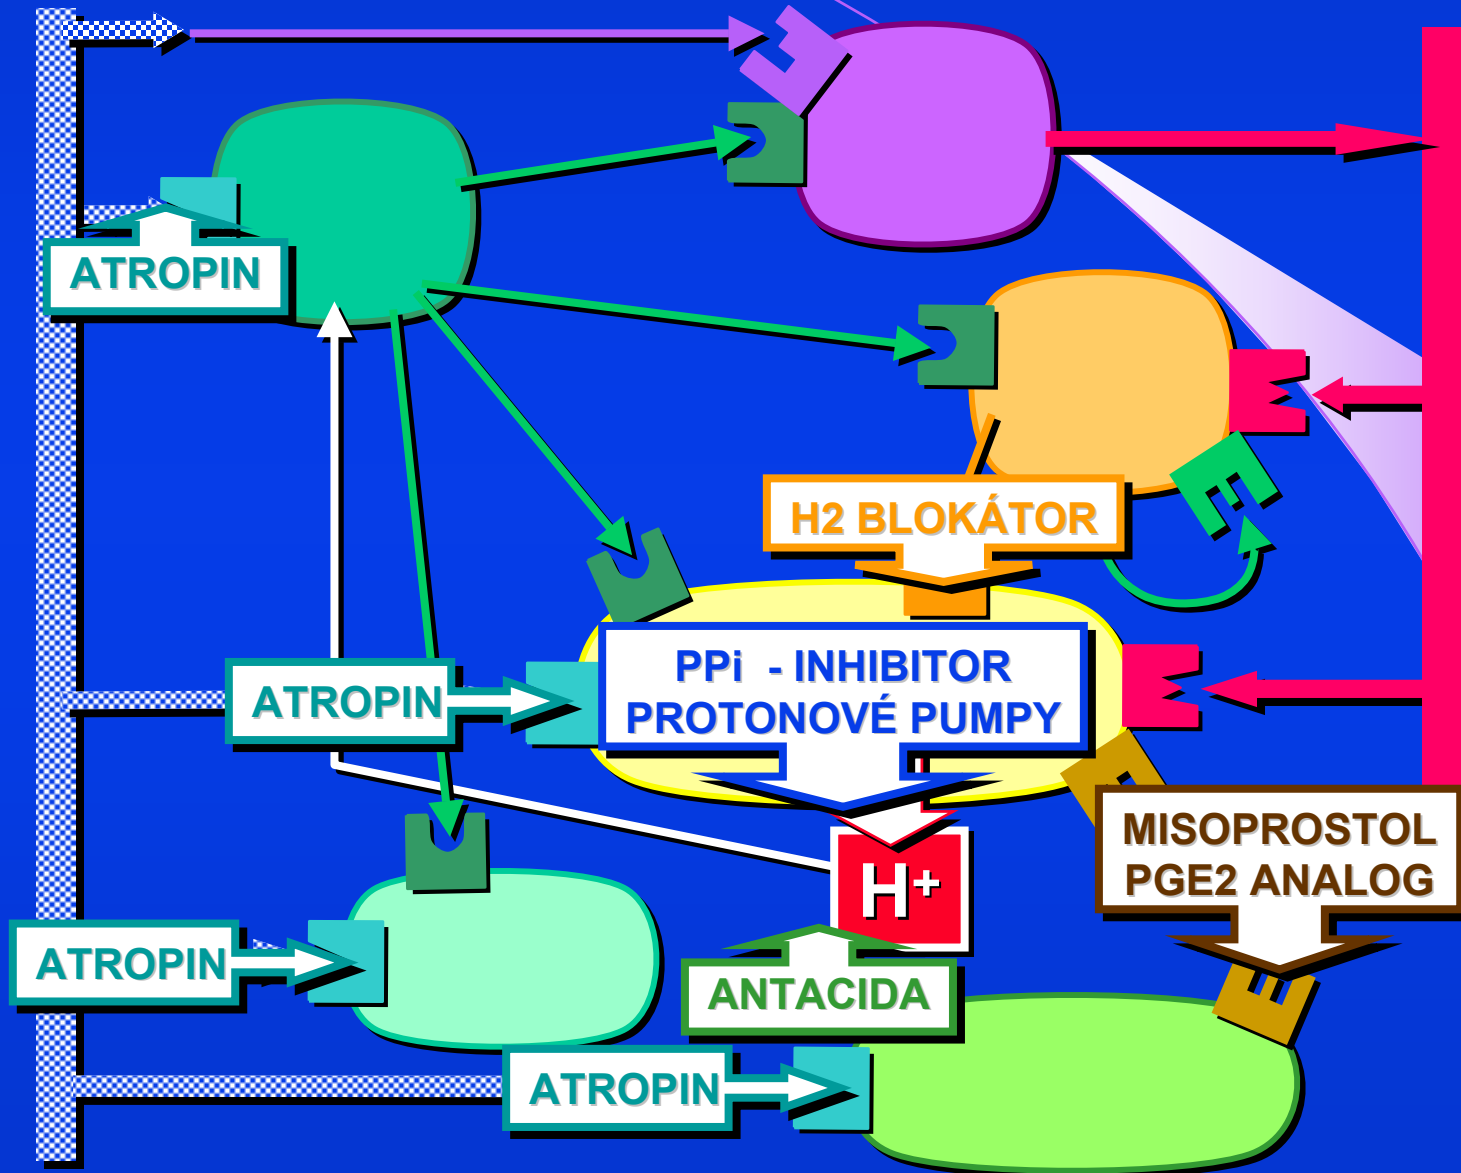 ATROPIN
H2 BLOKÁTOR
PPi - INHIBITOR
PROTONOVÉ PUMPY
ATROPIN
MISOPROSTOL
PGE2 ANALOG
H+
ATROPIN
ANTACIDA
ATROPIN